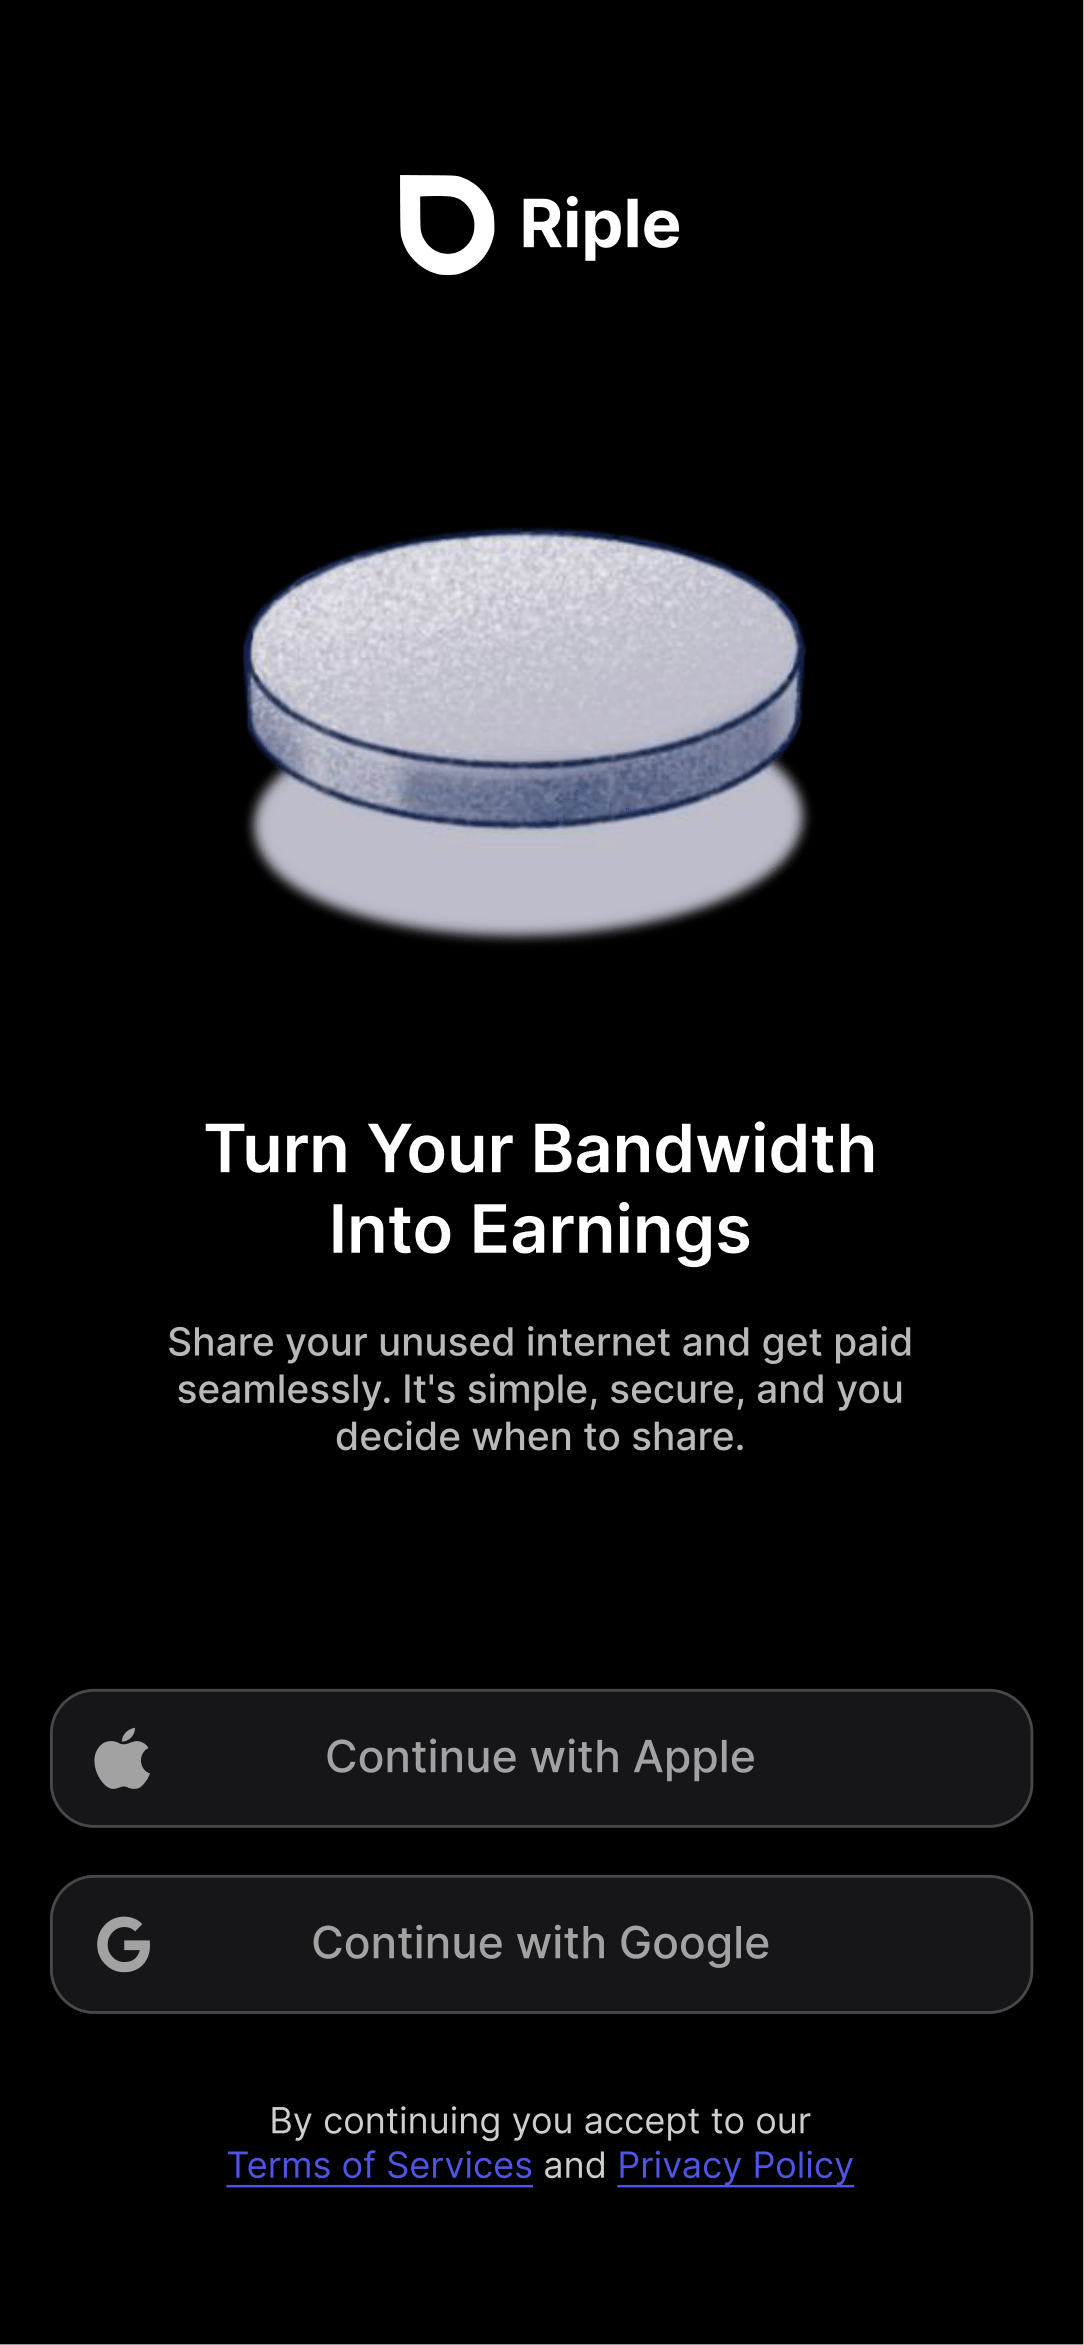 Riple
Turn Your Bandwidth
Into Earnings
Share your unused internet and get paid
seamlessly. It's simple, secure, and you
decide when to share.
Continue with Apple
Continue with Google
By continuing you accept to our
Terms of Services and Privacy Policy